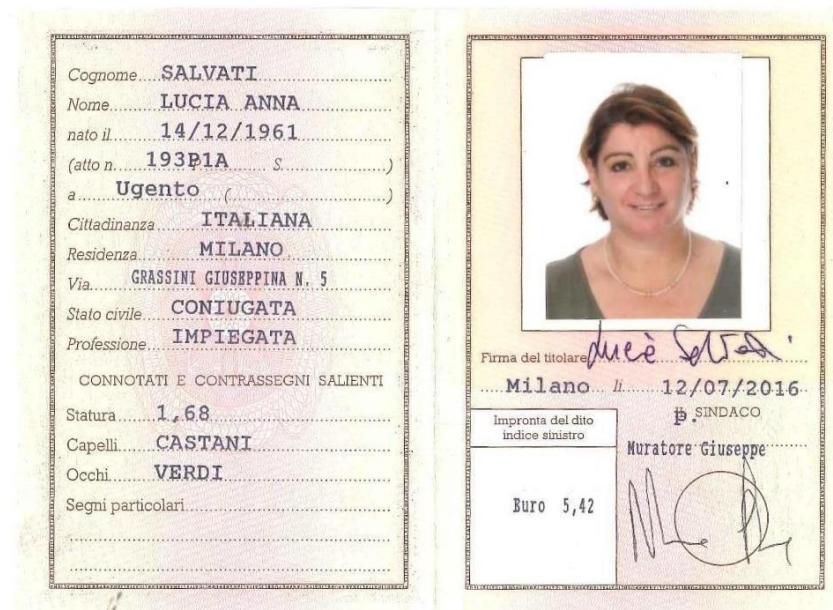 Cognome SALVATI
Nome LUCIA ANNA
nato il 14/12/1961
(atto n. 193P1A S. )
a Ugento ( )
Cittadinanza ITALIANA
Residenza MILANO
Via GRASSINI GIUSEPPINA N. 5
Stato civile CONIUGATA
Professione IMPIEGATA
CONNOTATI E CONTRASSEGNI SALIENTI
Statura 1,68
Capelli CASTANI
Occhi VERDI
Segni particolari
Firma del titolare
Milano li 12/07/2016
p. SINDACO
Impronta del dito
indice sinistro
Muratore Giuseppe
Euro 5,42